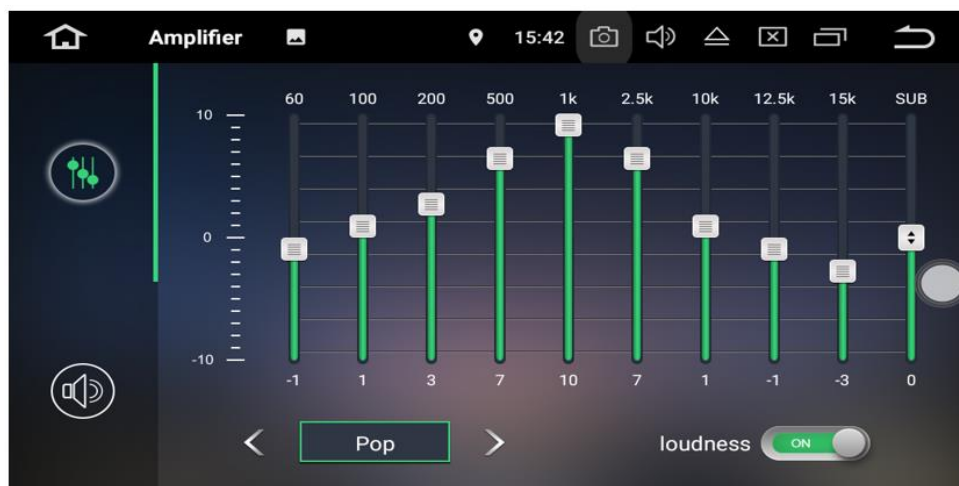 Amplifier 15:42
60 100 200 500 1k 2.5k 10k 12.5k 15k SUB
10
0
-10
-1 1 3 7 10 7 1 -1 -3 0
Pop loudness ON